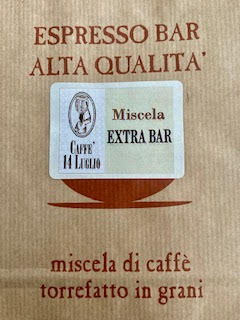 ESPRESSO BAR
ALTA QUALITA'
Miscela
EXTRA BAR
CAFFE'
14 LUGLIO
miscela di caffè
torrefatto in grani